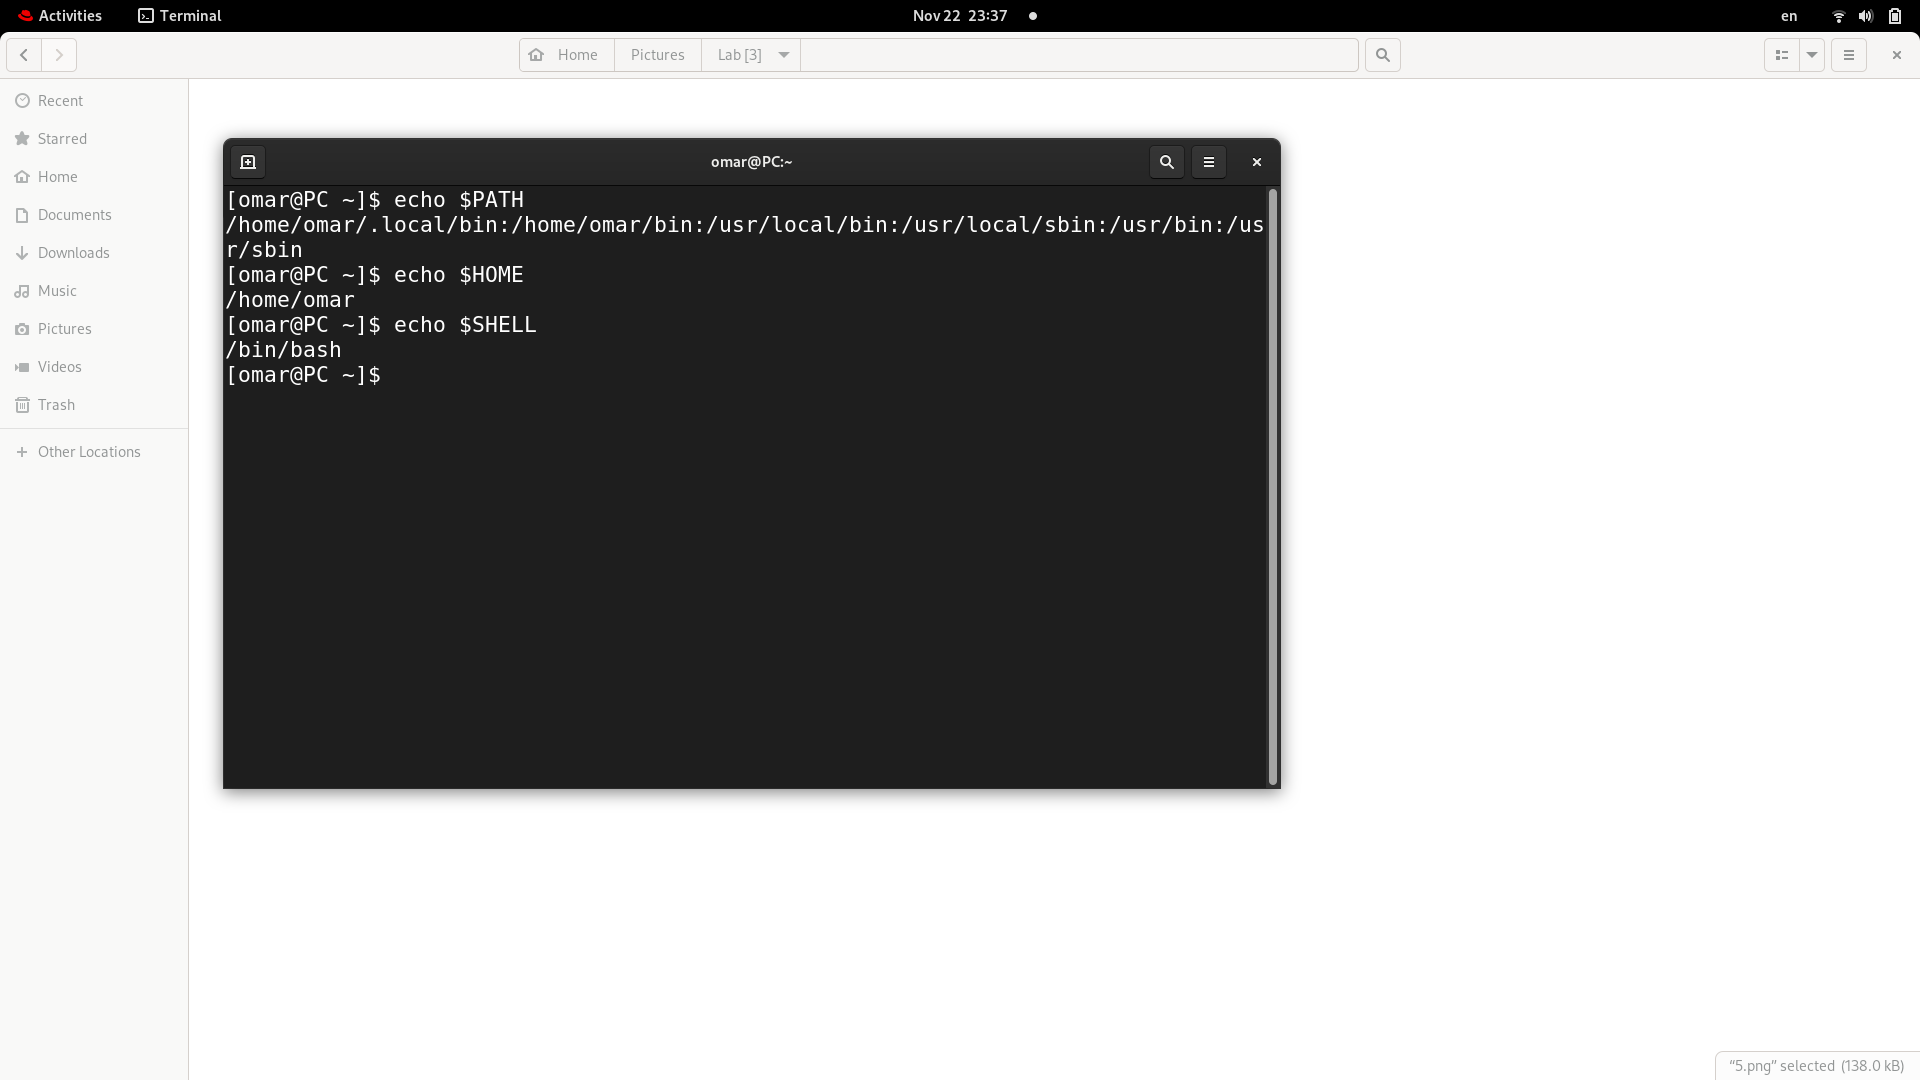 Activities
Terminal
Nov 22 23:37
en
Home
Pictures
Lab [3]
Recent
Starred
Home
Documents
Downloads
Music
Pictures
Videos
Trash
Other Locations
omar@PC:~
[omar@PC ~]$ echo $PATH
/home/omar/.local/bin:/home/omar/bin:/usr/local/bin:/usr/local/sbin:/usr/bin:/us
r/sbin
[omar@PC ~]$ echo $HOME
/home/omar
[omar@PC ~]$ echo $SHELL
/bin/bash
[omar@PC ~]$
“5.png” selected (138.0 kB)